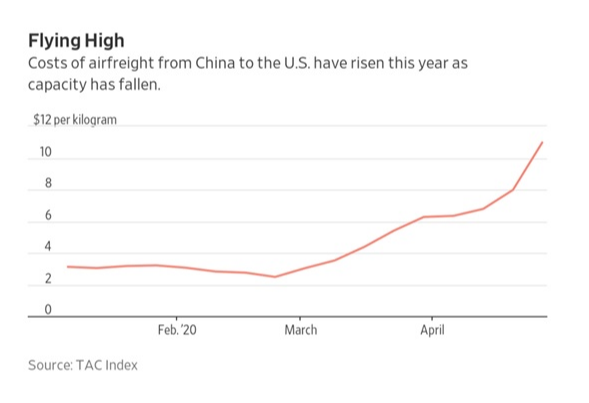 Flying High
Costs of airfreight from China to the U.S. have risen this year as
capacity has fallen.
$12 per kilogram
10
8
6
4
2
0
Feb. ’20 March April
Source: TAC Index